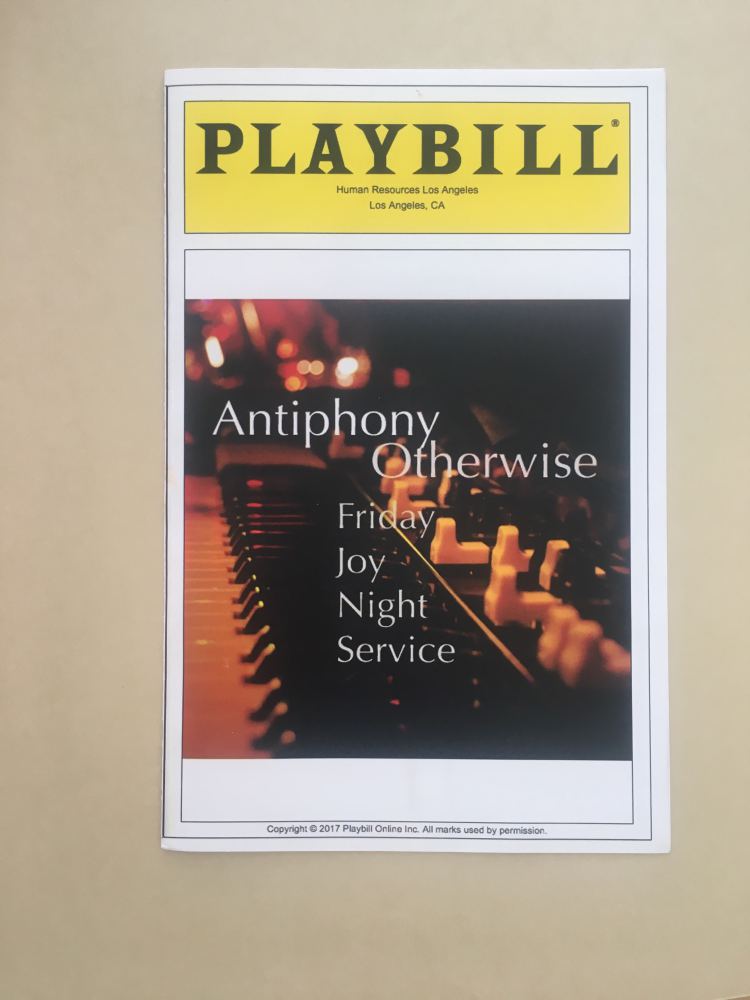 PLAYBILL®
Human Resources Los Angeles
Los Angeles, CA
Antiphony
Otherwise
Friday
Joy
Night
Service
Copyright © 2017 Playbill Online Inc. All marks used by permission.